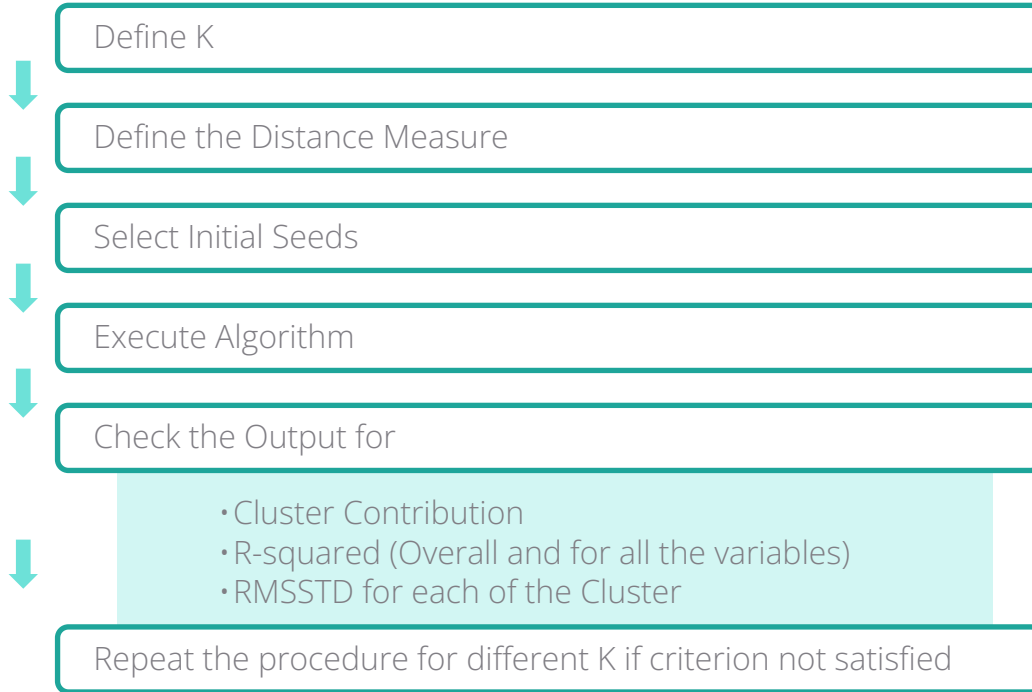 Define K
Define the Distance Measure
Select Initial Seeds
Execute Algorithm
Check the Output for
•Cluster Contribution
•R-squared (Overall and for all the variables)
•RMSSTD for each of the Cluster
Repeat the procedure for different K if criterion not satisfied